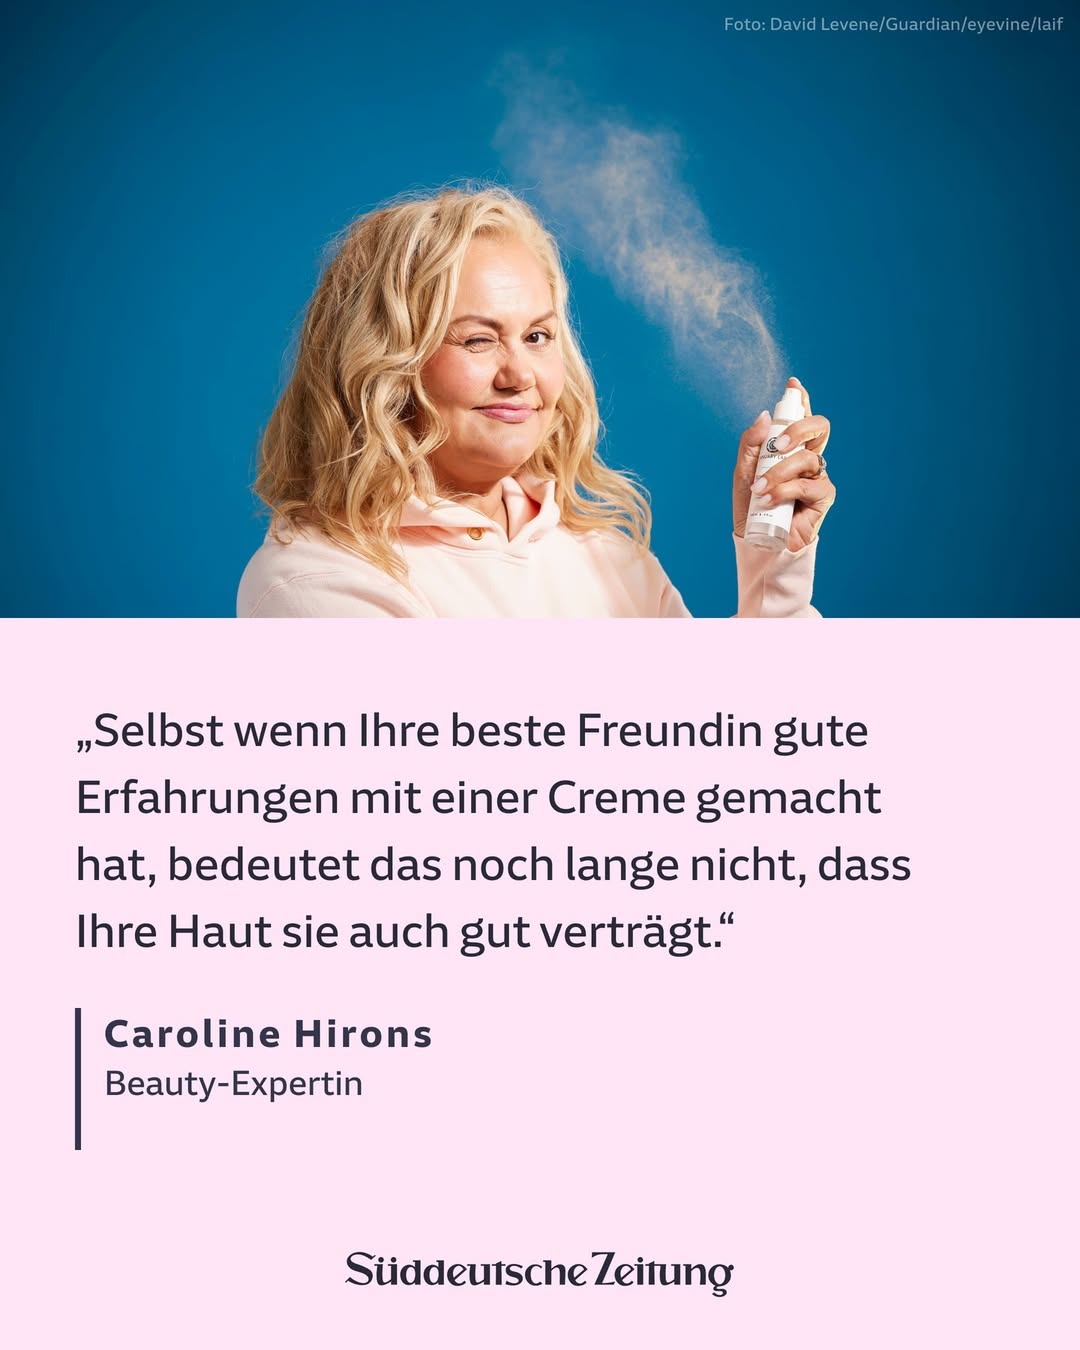 Foto: David Levene/Guardian/eyevine/laif
„Selbst wenn Ihre beste Freundin gute
Erfahrungen mit einer Creme gemacht
hat, bedeutet das noch lange nicht, dass
Ihre Haut sie auch gut verträgt.“
Caroline Hirons
Beauty-Expertin
Süddeutsche Zeitung